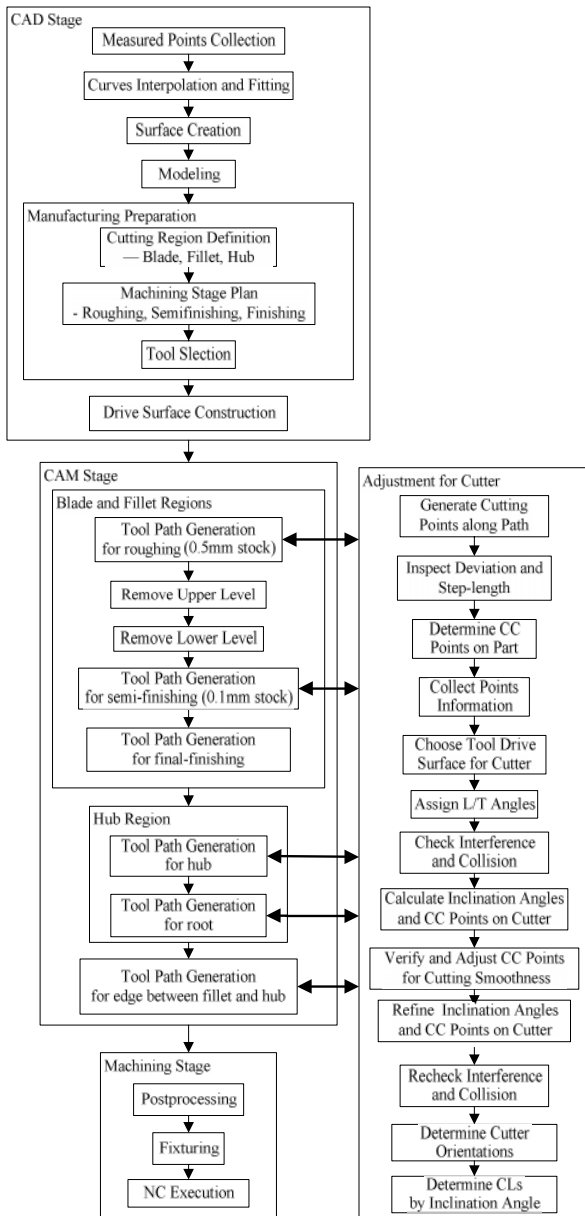 CAD Stage
Measured Points Collection
Curves Interpolation and Fitting
Surface Creation
Modeling
Manufacturing Preparation
Cutting Region Definition
— Blade, Fillet, Hub
Machining Stage Plan
- Roughing, Semifinishing, Finishing
Tool Slection
Drive Surface Construction
CAM Stage
Blade and Fillet Regions
Tool Path Generation
for roughing (0.5mm stock)
Remove Upper Level
Remove Lower Level
Tool Path Generation
for semi-finishing (0.1mm stock)
Tool Path Generation
for final-finishing
Hub Region
Tool Path Generation
for hub
Tool Path Generation
for root
Tool Path Generation
for edge between fillet and hub
Machining Stage
Postprocessing
Fixturing
NC Execution
Adjustment for Cutter
Generate Cutting
Points along Path
Inspect Deviation and
Step-length
Determine CC
Points on Part
Collect Points
Information
Choose Tool Drive
Surface for Cutter
Assign L/T Angles
Check Interference
and Collision
Calculate Inclination Angles
and CC Points on Cutter
Verify and Adjust CC Points
for Cutting Smoothness
Refine Inclination Angles
and CC Points on Cutter
Recheck Interference
and Collision
Determine Cutter
Orientations
Determine CLs
by Inclination Angle